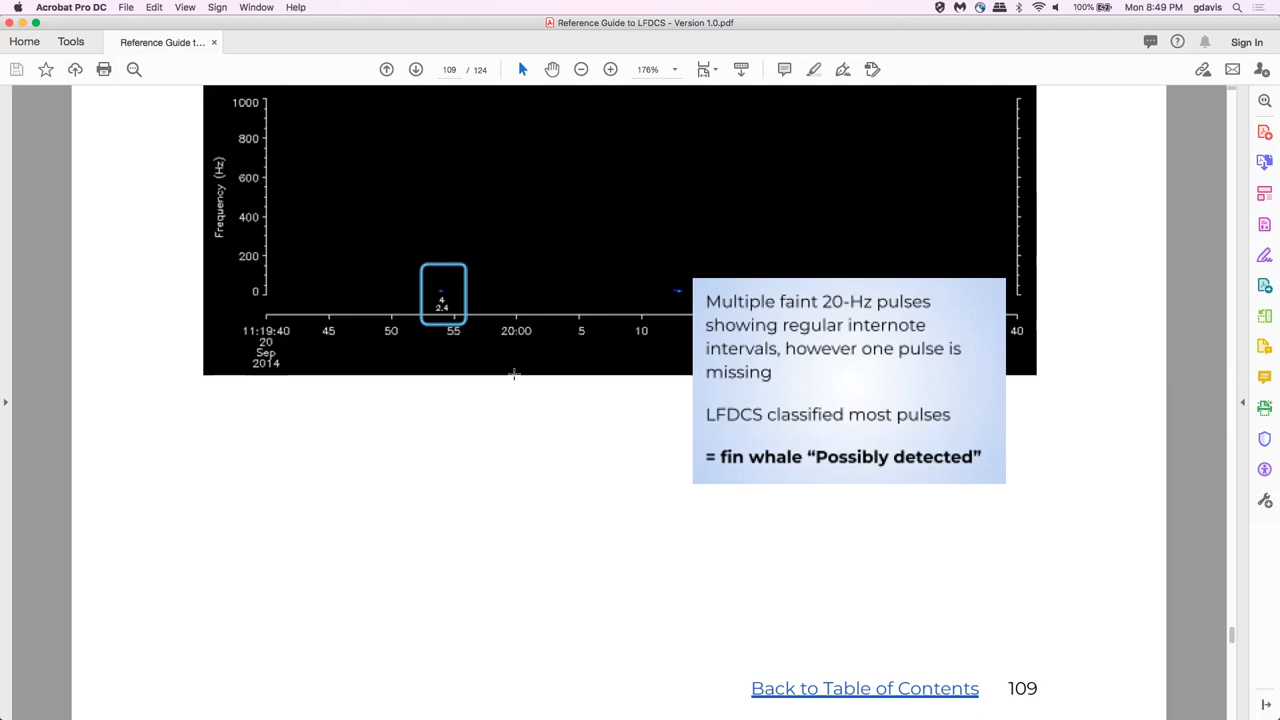 Acrobat Pro DC File Edit View Sign Window Help 100% Mon 8:49 PM gdavis
Reference Guide to LFDCS - Version 1.0.pdf
Home Tools Reference Guide t... × Sign In
109 / 124 176%
1000
800
600
400
200
0
Frequency (Hz)
4
2.4
11:19:40 45 50 55 20:00 5 10 40
20
Sep
2014
Multiple faint 20-Hz pulses
showing regular internote
intervals, however one pulse is
missing
LFDCS classified most pulses
= fin whale “Possibly detected”
Back to Table of Contents 109